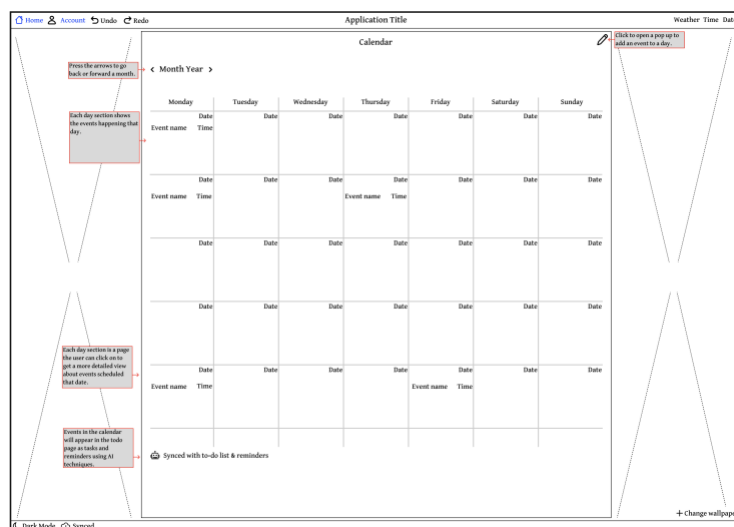 Home Account Undo Redo Application Title Weather Time Dat
Calendar
Click to open a pop up to
add an event to a day.
Press the arrows to go
back or forward a month.
< Month Year >
Monday Tuesday Wednesday Thursday Friday Saturday Sunday
Each day section shows
the events happening that
day.
Date Date Date Date Date Date Date
Event name Time
Date Date Date Date Date Date Date
Event name Time Event name Time
Date Date Date Date Date Date Date
Date Date Date Date Date Date Date
Each day section is a page
the user can click on to
get a more detailed view
about events scheduled
that date.
Date Date Date Date Date Date Date
Event name Time Event name Time
Events in the calendar
will appear in the todo
page as tasks and
reminders using AI
techniques.
Synced with to-do list & reminders
+ Change wallpape
Dark Mode Synced